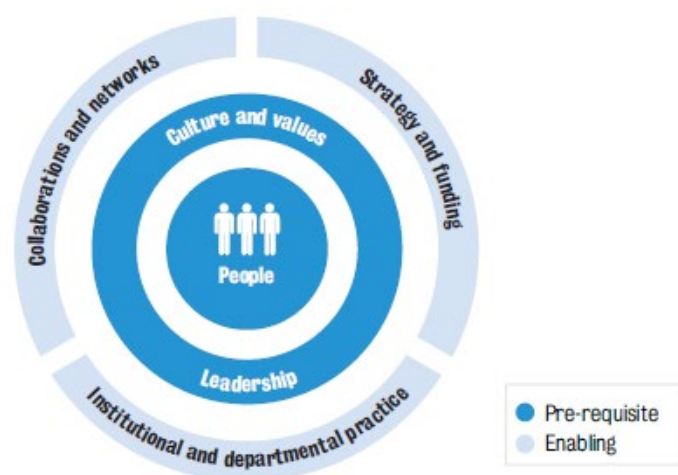 Collaborations and networks
Strategy and funding
Culture and values
People
Leadership
Institutional and departmental practice
Pre-requisite
Enabling